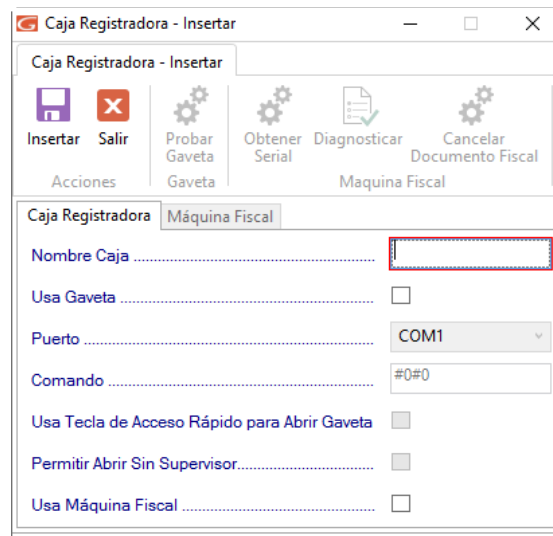 Caja Registradora - Insertar
Caja Registradora - Insertar
Insertar Salir Probar Gaveta Obtener Serial Diagnosticar Cancelar Documento Fiscal
Acciones Gaveta Maquina Fiscal
Caja Registradora Máquina Fiscal
Nombre Caja ........................................................
Usa Gaveta ...........................................................
Puerto ...................................................................
COM1
Comando ..............................................................
#0#0
Usa Tecla de Acceso Rápido para Abrir Gaveta
Permitir Abrir Sin Supervisor................................
Usa Máquina Fiscal .............................................